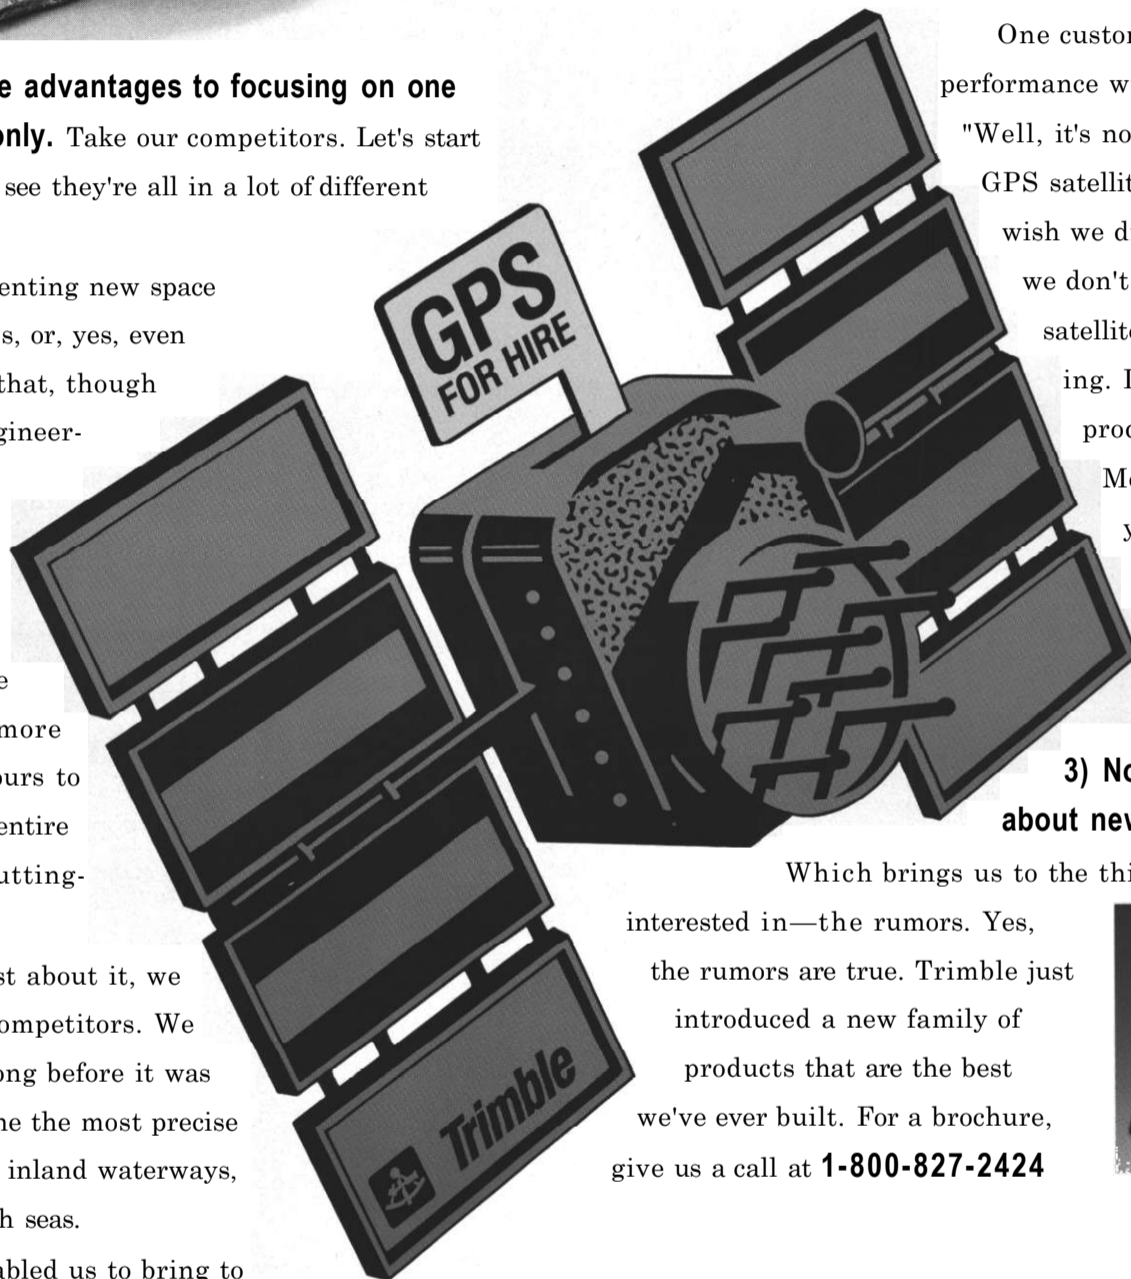 e advantages to focusing on one
only. Take our competitors. Let's start
see they're all in a lot of different
enting new space
s, or, yes, even
that, though
gineer-
e
more
ours to
entire
utting-
st about it, we
ompetitors. We
ong before it was
ne the most precise
inland waterways,
h seas.
abled us to bring to
GPS
FOR HIRE
Trimble
One custo
performance w
"Well, it's no
GPS satellit
wish we d
we don't
satellite
ing. I
prod
M
y
3) No
about new
Which brings us to the thi
interested in—the rumors. Yes,
the rumors are true. Trimble just
introduced a new family of
products that are the best
we've ever built. For a brochure,
give us a call at 1-800-827-2424